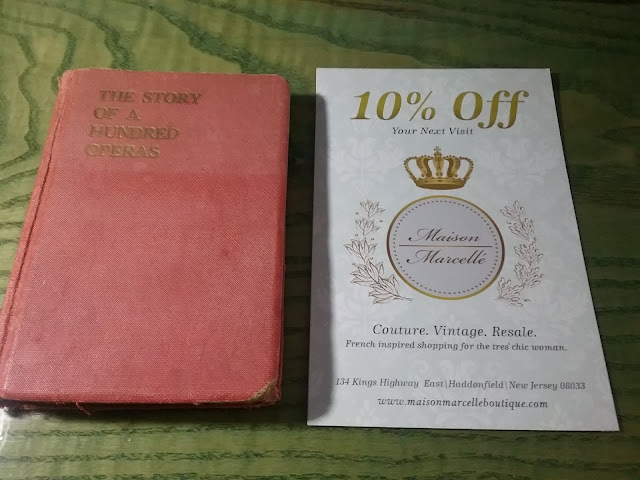 THE STORY
OF A
HUNDRED
OPERAS
10% Off
Your Next Visit
Maison
Marcellé
Couture. Vintage. Resale.
French inspired shopping for the tres' chic woman.
134 Kings Highway East\Haddonfield\New Jersey 08033
www.maisonmarcelleboutique.com